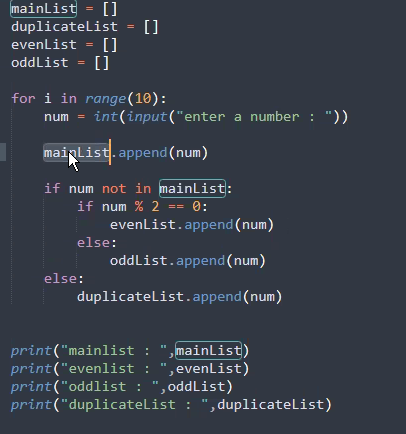 mainList = []
duplicateList = []
evenList = []
oddList = []
for i in range(10):
num = int(input("enter a number : "))
mainList.append(num)
if num not in mainList:
if num % 2 == 0:
evenList.append(num)
else:
oddList.append(num)
else:
duplicateList.append(num)
print("mainlist : ",mainList)
print("evenlist : ",evenList)
print("oddlist : ",oddList)
print("duplicateList : ",duplicateList)